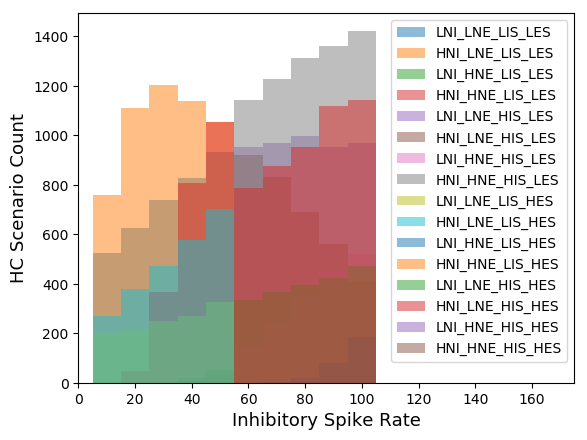 1400
1200
1000
800
600
400
200
0
HC Scenario Count
0 20 40 60 80 100 120 140 160
Inhibitory Spike Rate
LNI_LNE_LIS_LES
HNI_LNE_LIS_LES
LNI_HNE_LIS_LES
HNI_HNE_LIS_LES
LNI_LNE_HIS_LES
HNI_LNE_HIS_LES
LNI_HNE_HIS_LES
HNI_HNE_HIS_LES
LNI_LNE_LIS_HES
HNI_LNE_LIS_HES
LNI_HNE_LIS_HES
HNI_HNE_LIS_HES
LNI_LNE_HIS_HES
HNI_LNE_HIS_HES
LNI_HNE_HIS_HES
HNI_HNE_HIS_HES